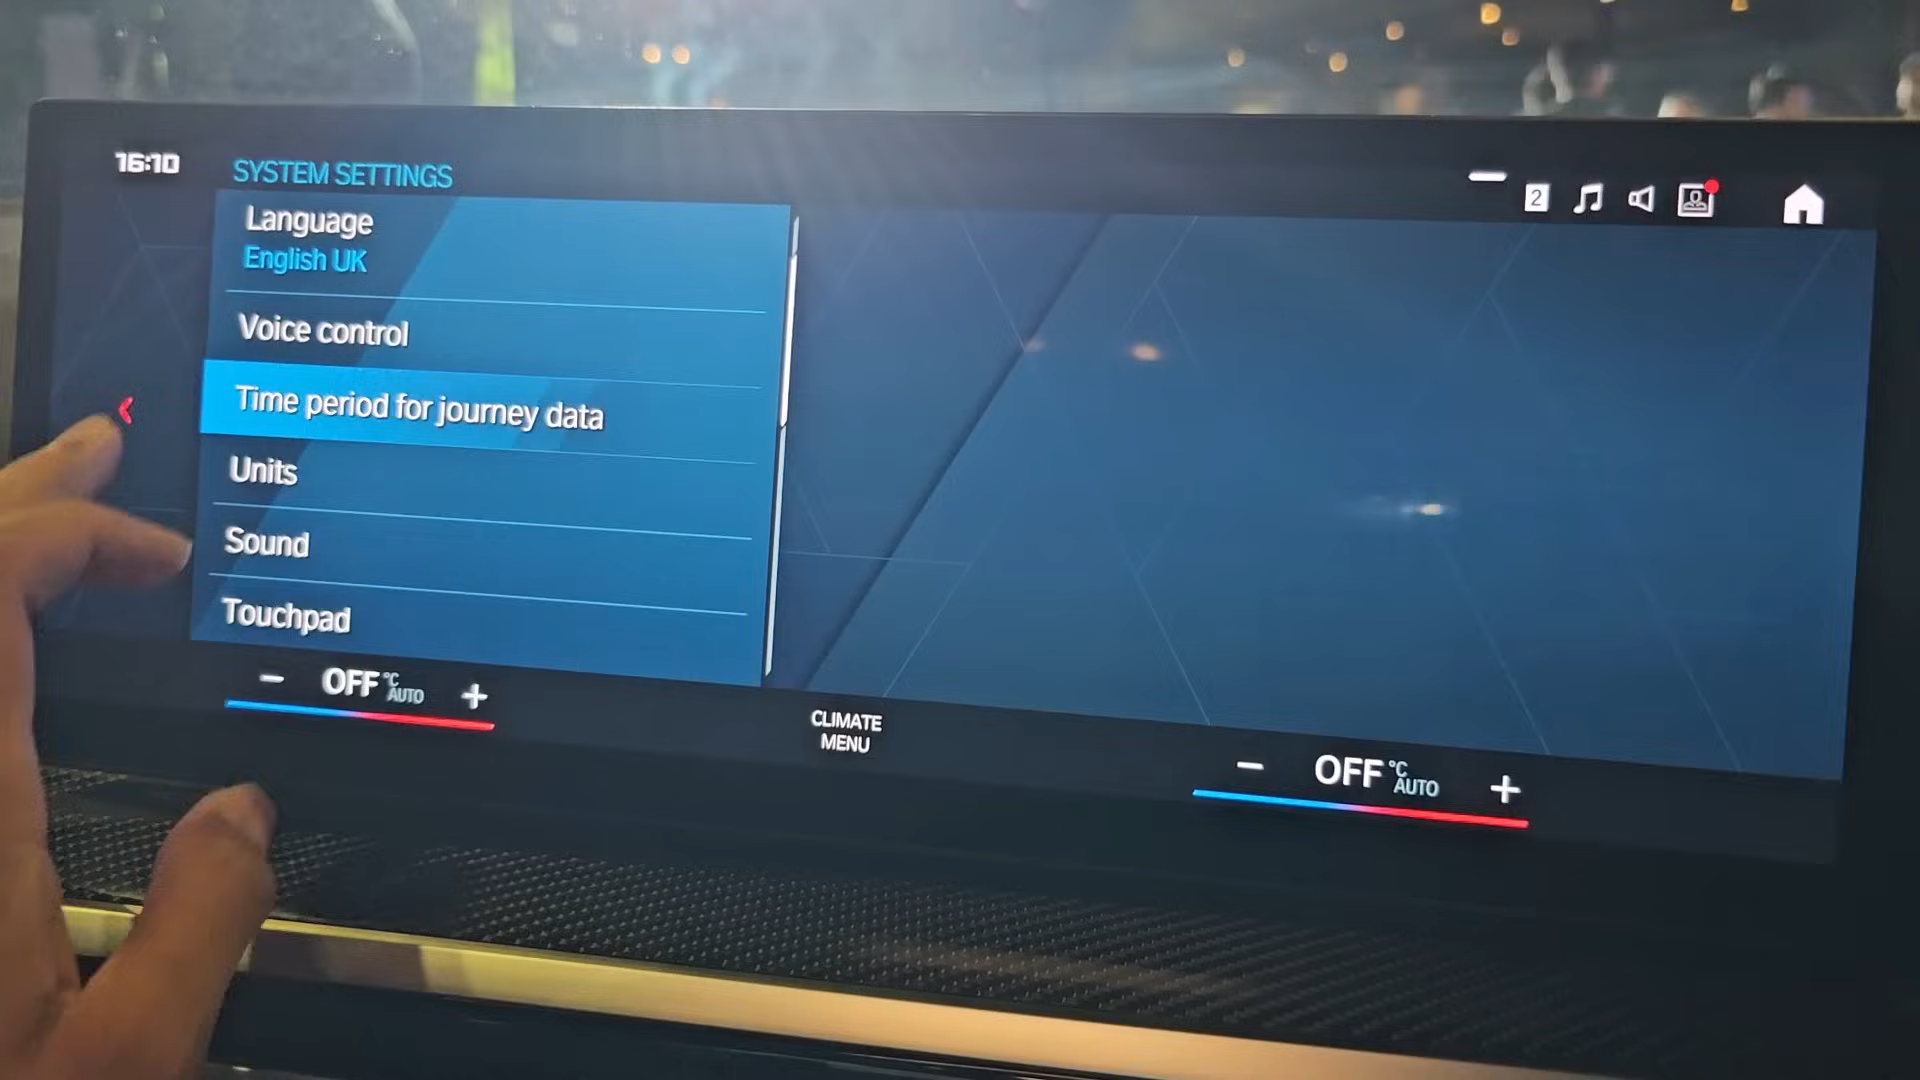 16:10
SYSTEM SETTINGS
2
Language
English UK
Voice control
Time period for journey data
Units
Sound
Touchpad
- OFF °C AUTO +
CLIMATE
MENU
- OFF °C AUTO +